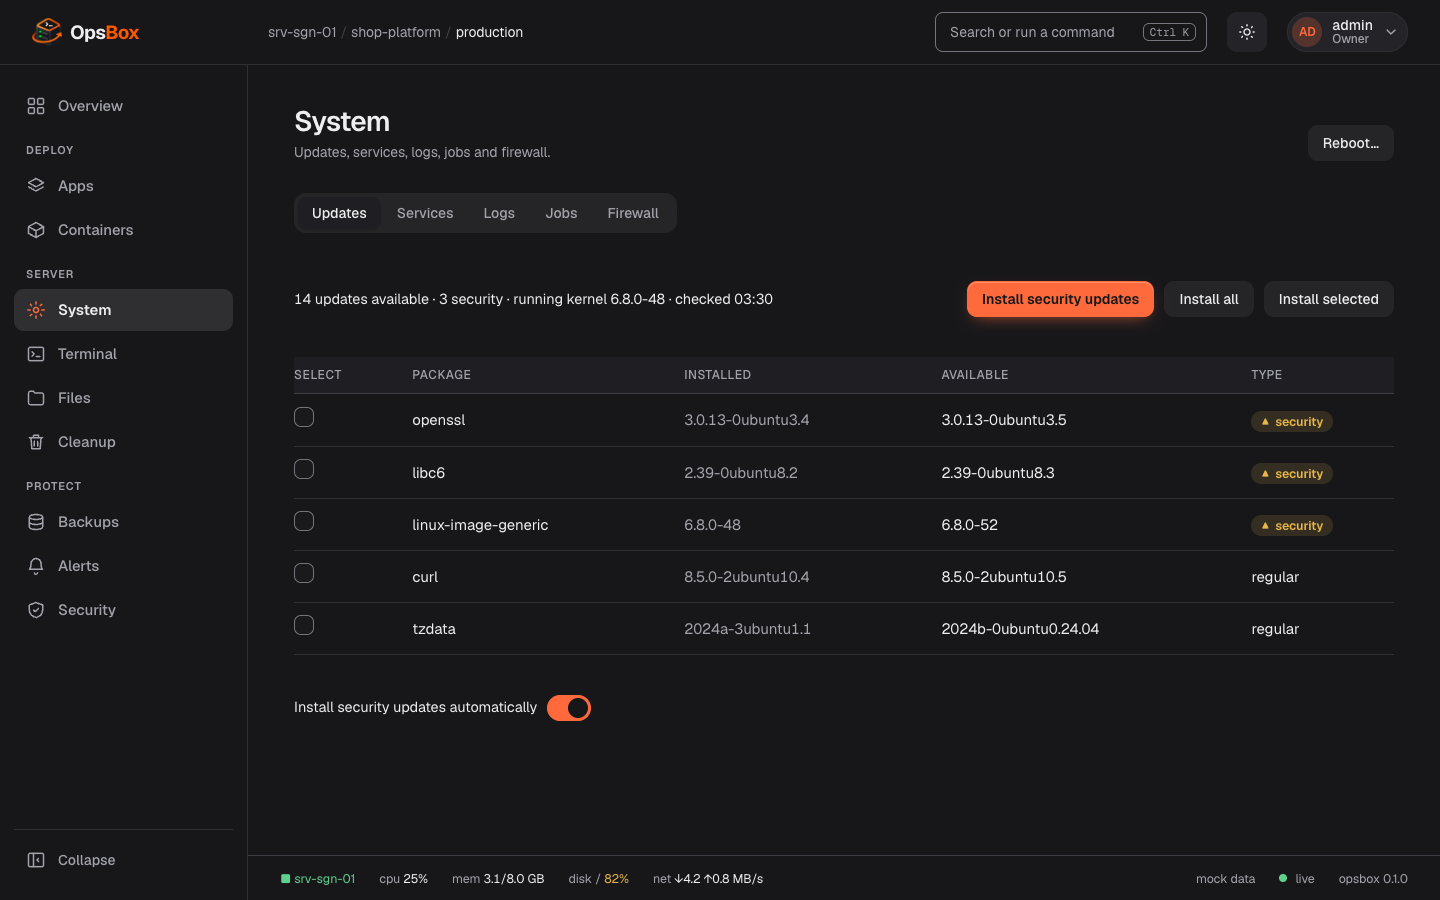 OpsBox
srv-sgn-01 / shop-platform / production
Search or run a command Ctrl K
AD admin
Owner
Overview
DEPLOY
Apps
Containers
SERVER
System
Terminal
Files
Cleanup
PROTECT
Backups
Alerts
Security
Collapse
System
Updates, services, logs, jobs and firewall.
Reboot...
Updates Services Logs Jobs Firewall
14 updates available · 3 security · running kernel 6.8.0-48 · checked 03:30
Install security updates Install all Install selected
SELECT PACKAGE INSTALLED AVAILABLE TYPE
openssl 3.0.13-0ubuntu3.4 3.0.13-0ubuntu3.5 security
libc6 2.39-0ubuntu8.2 2.39-0ubuntu8.3 security
linux-image-generic 6.8.0-48 6.8.0-52 security
curl 8.5.0-2ubuntu10.4 8.5.0-2ubuntu10.5 regular
tzdata 2024a-3ubuntu1.1 2024b-0ubuntu0.24.04 regular
Install security updates automatically
srv-sgn-01 cpu 25% mem 3.1/8.0 GB disk / 82% net ↓4.2 ↑0.8 MB/s mock data live opsbox 0.1.0